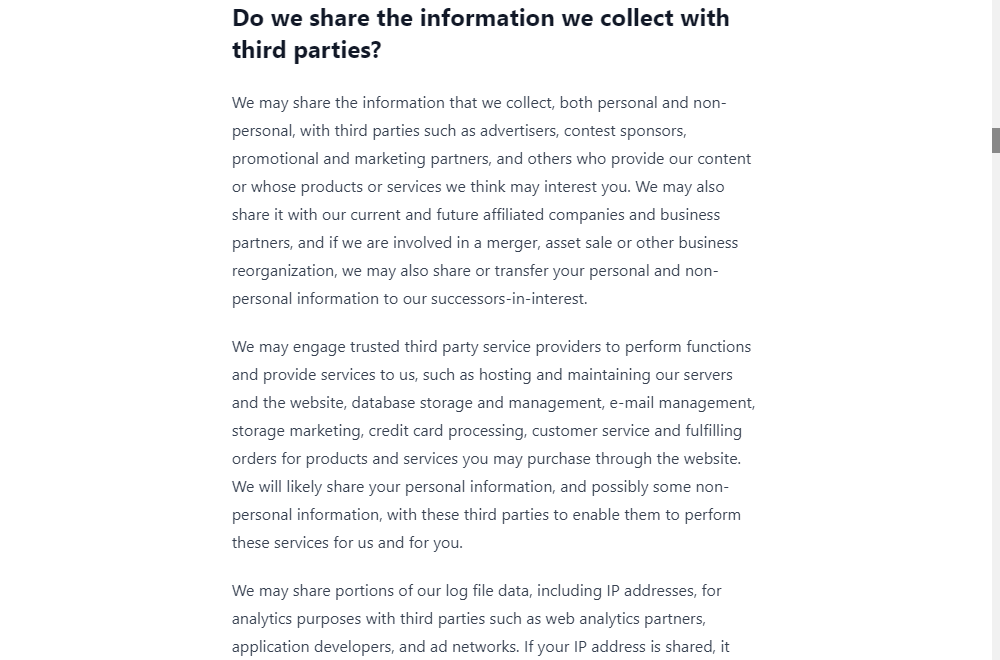 Do we share the information we collect with
third parties?
We may share the information that we collect, both personal and non-
personal, with third parties such as advertisers, contest sponsors,
promotional and marketing partners, and others who provide our content
or whose products or services we think may interest you. We may also
share it with our current and future affiliated companies and business
partners, and if we are involved in a merger, asset sale or other business
reorganization, we may also share or transfer your personal and non-
personal information to our successors-in-interest.
We may engage trusted third party service providers to perform functions
and provide services to us, such as hosting and maintaining our servers
and the website, database storage and management, e-mail management,
storage marketing, credit card processing, customer service and fulfilling
orders for products and services you may purchase through the website.
We will likely share your personal information, and possibly some non-
personal information, with these third parties to enable them to perform
these services for us and for you.
We may share portions of our log file data, including IP addresses, for
analytics purposes with third parties such as web analytics partners,
application developers, and ad networks. If your IP address is shared, it